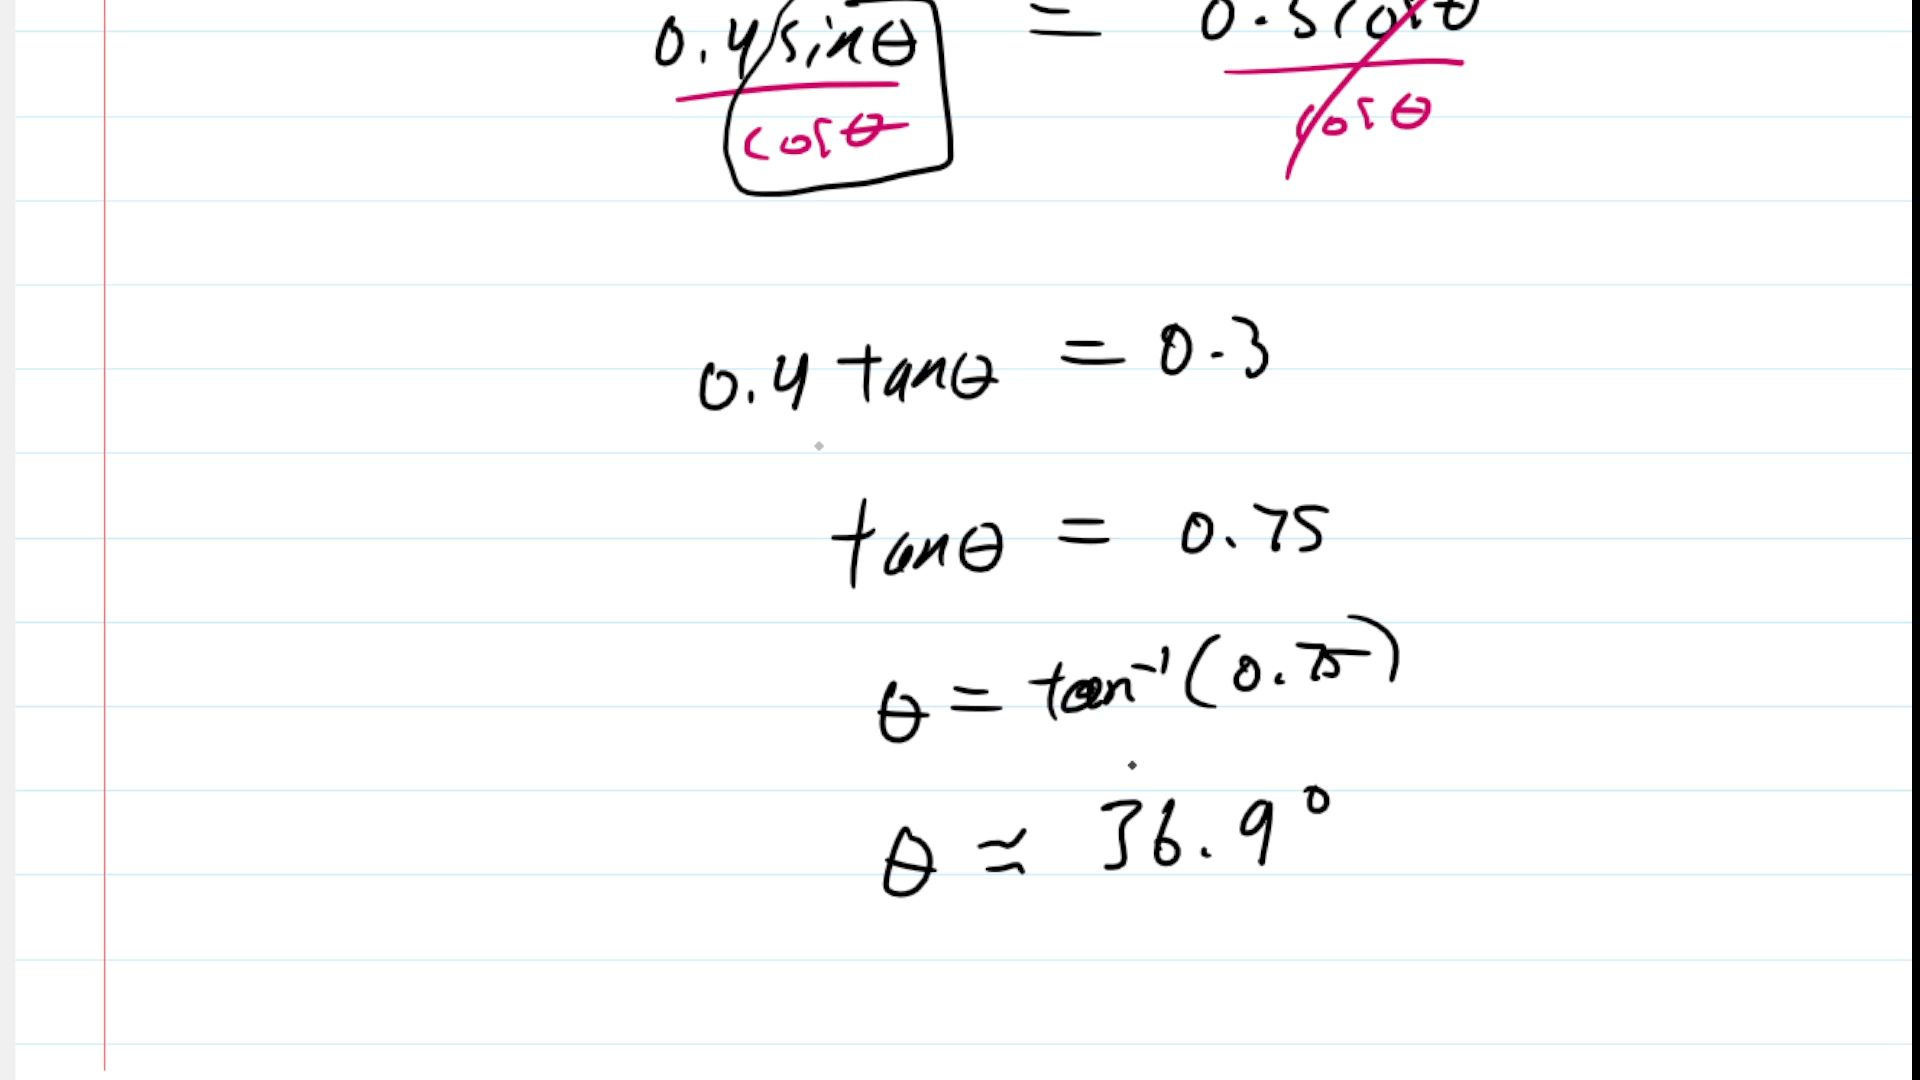 0.4 sinθ = 0.3 cosθ
cosθ cosθ
0.4 tanθ = 0.3
tanθ = 0.75
θ = tan⁻¹(0.75)
θ ≈ 36.9°